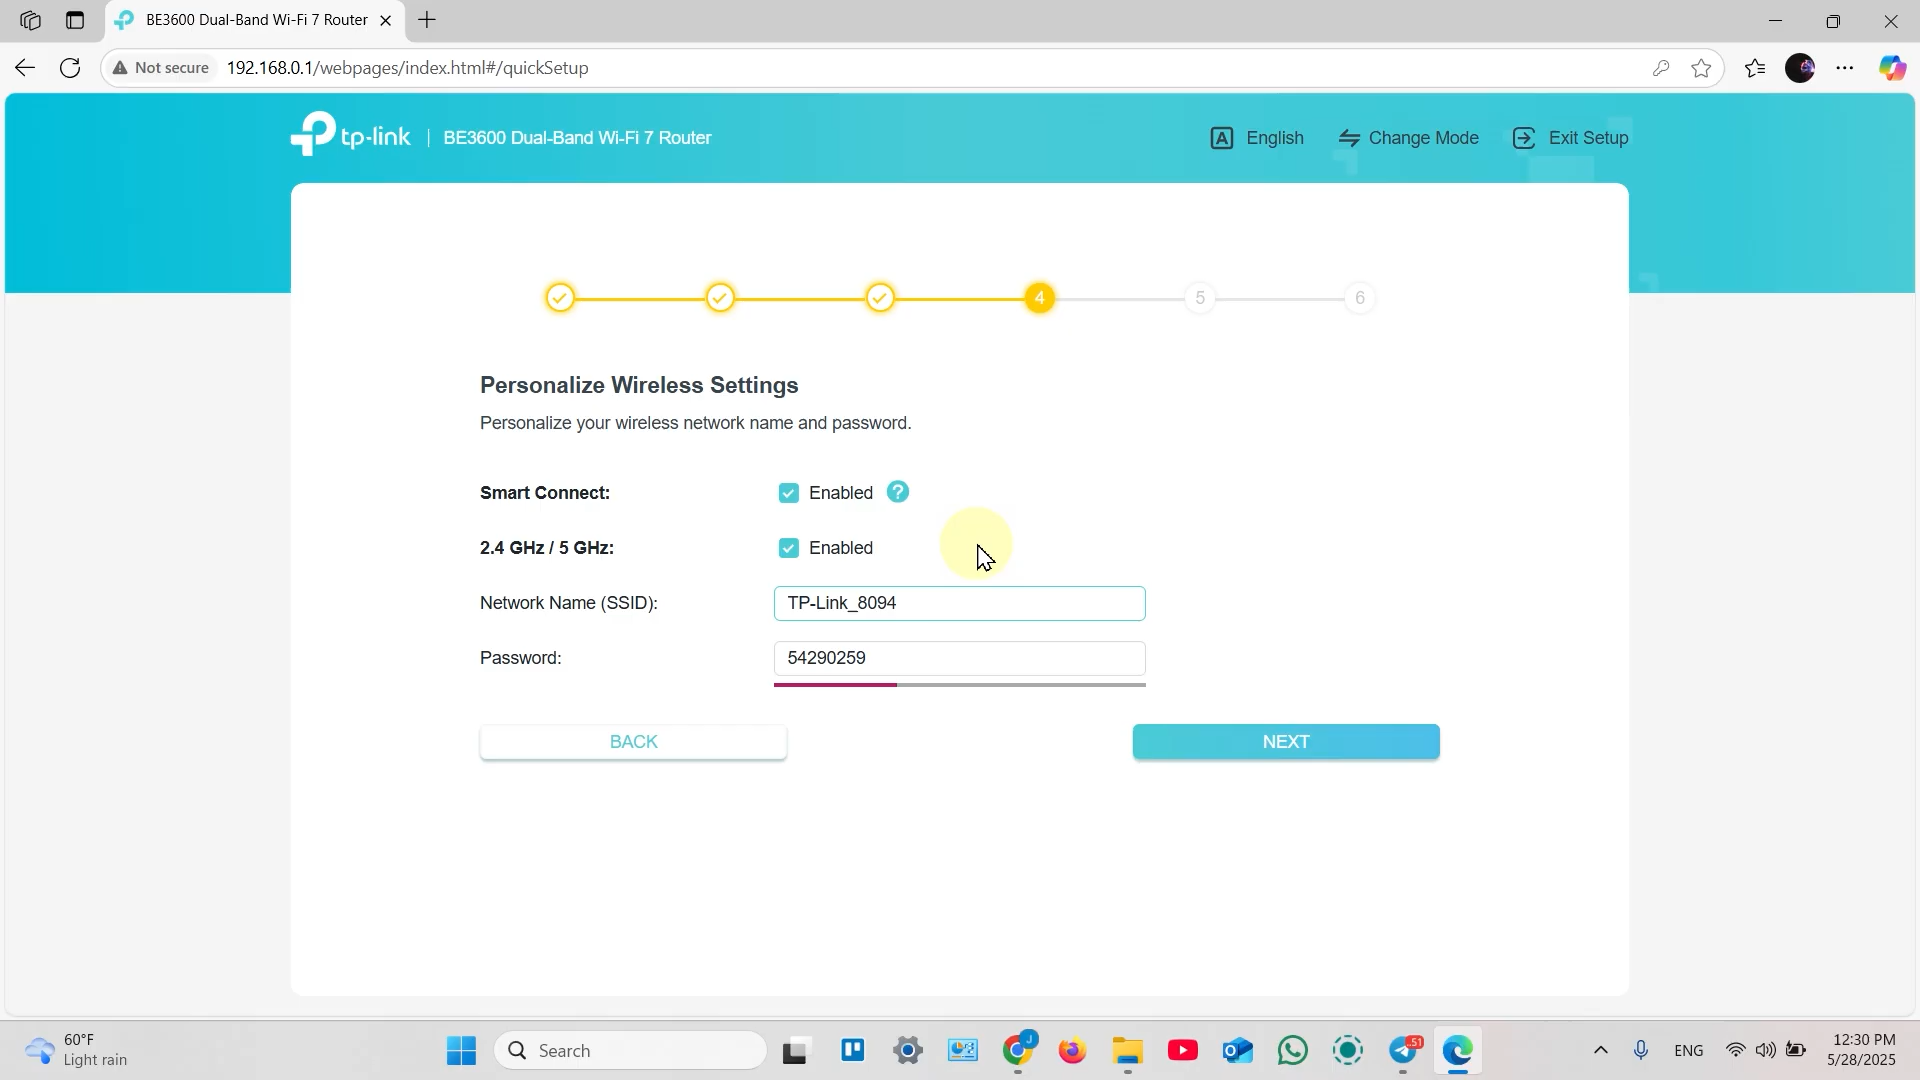 BE3600 Dual-Band Wi-Fi 7 Router
Not secure 192.168.0.1/webpages/index.html#/quickSetup
tp-link | BE3600 Dual-Band Wi-Fi 7 Router
A English Change Mode Exit Setup
4 5 6
Personalize Wireless Settings
Personalize your wireless network name and password.
Smart Connect: Enabled ?
2.4 GHz / 5 GHz: Enabled
Network Name (SSID): TP-Link_8094
Password: 54290259
BACK NEXT
60°F
Light rain
Search
J
51
ENG
12:30 PM
5/28/2025